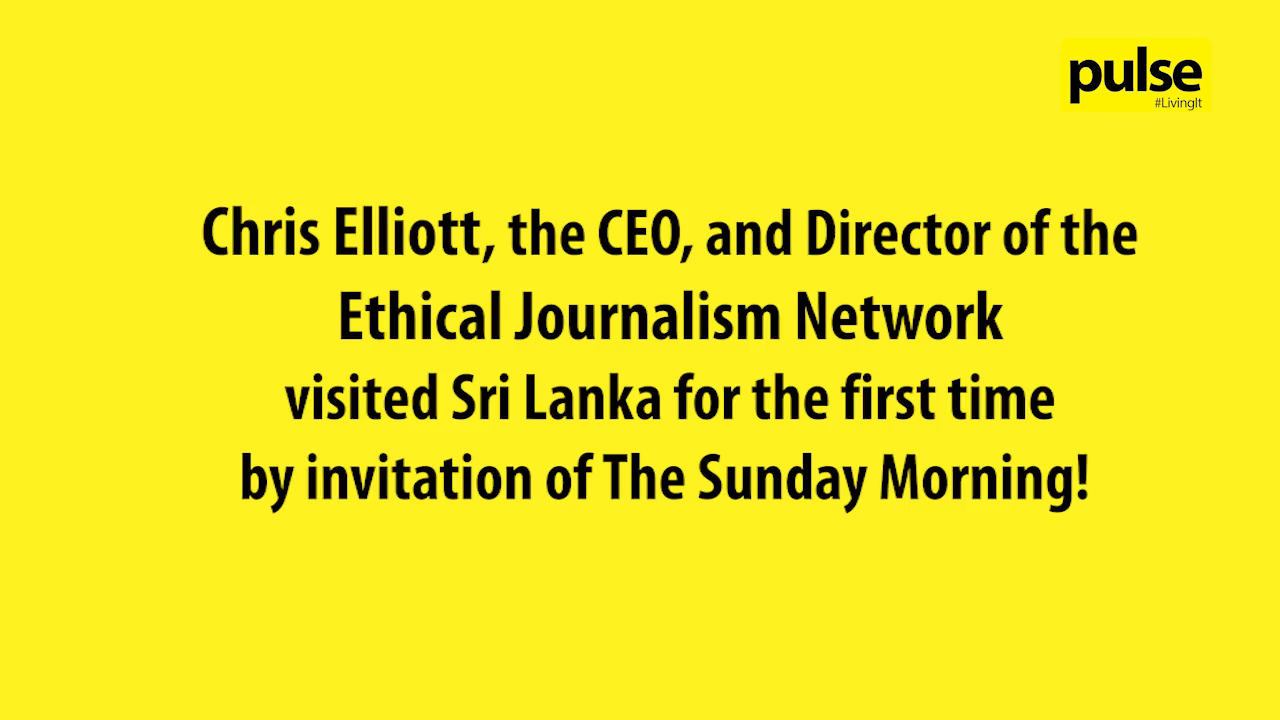 pulse
#LivingIt
Chris Elliott, the CEO, and Director of the
Ethical Journalism Network
visited Sri Lanka for the first time
by invitation of The Sunday Morning!